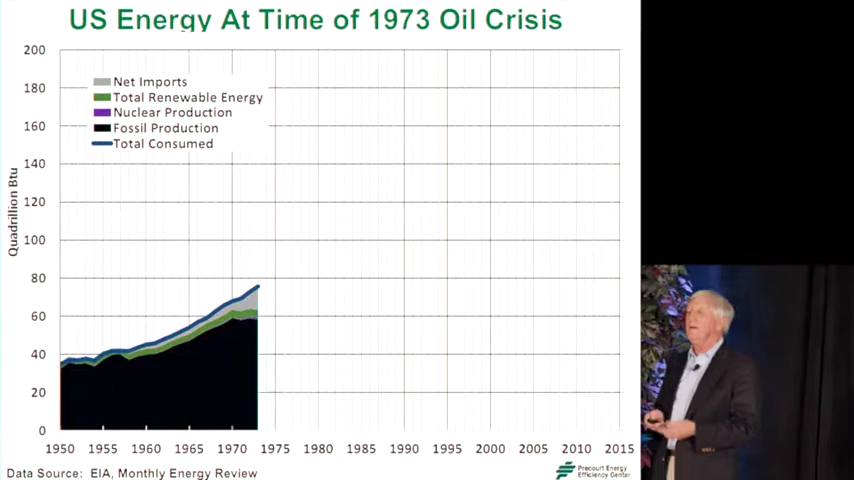 US Energy At Time of 1973 Oil Crisis
200
180
160
140
120
100
80
60
40
20
0
Quadrillion Btu
Net Imports
Total Renewable Energy
Nuclear Production
Fossil Production
Total Consumed
1950 1955 1960 1965 1970 1975 1980 1985 1990 1995 2000 2005 2010 2015
Data Source: EIA, Monthly Energy Review
Precourt Energy
Efficiency Center